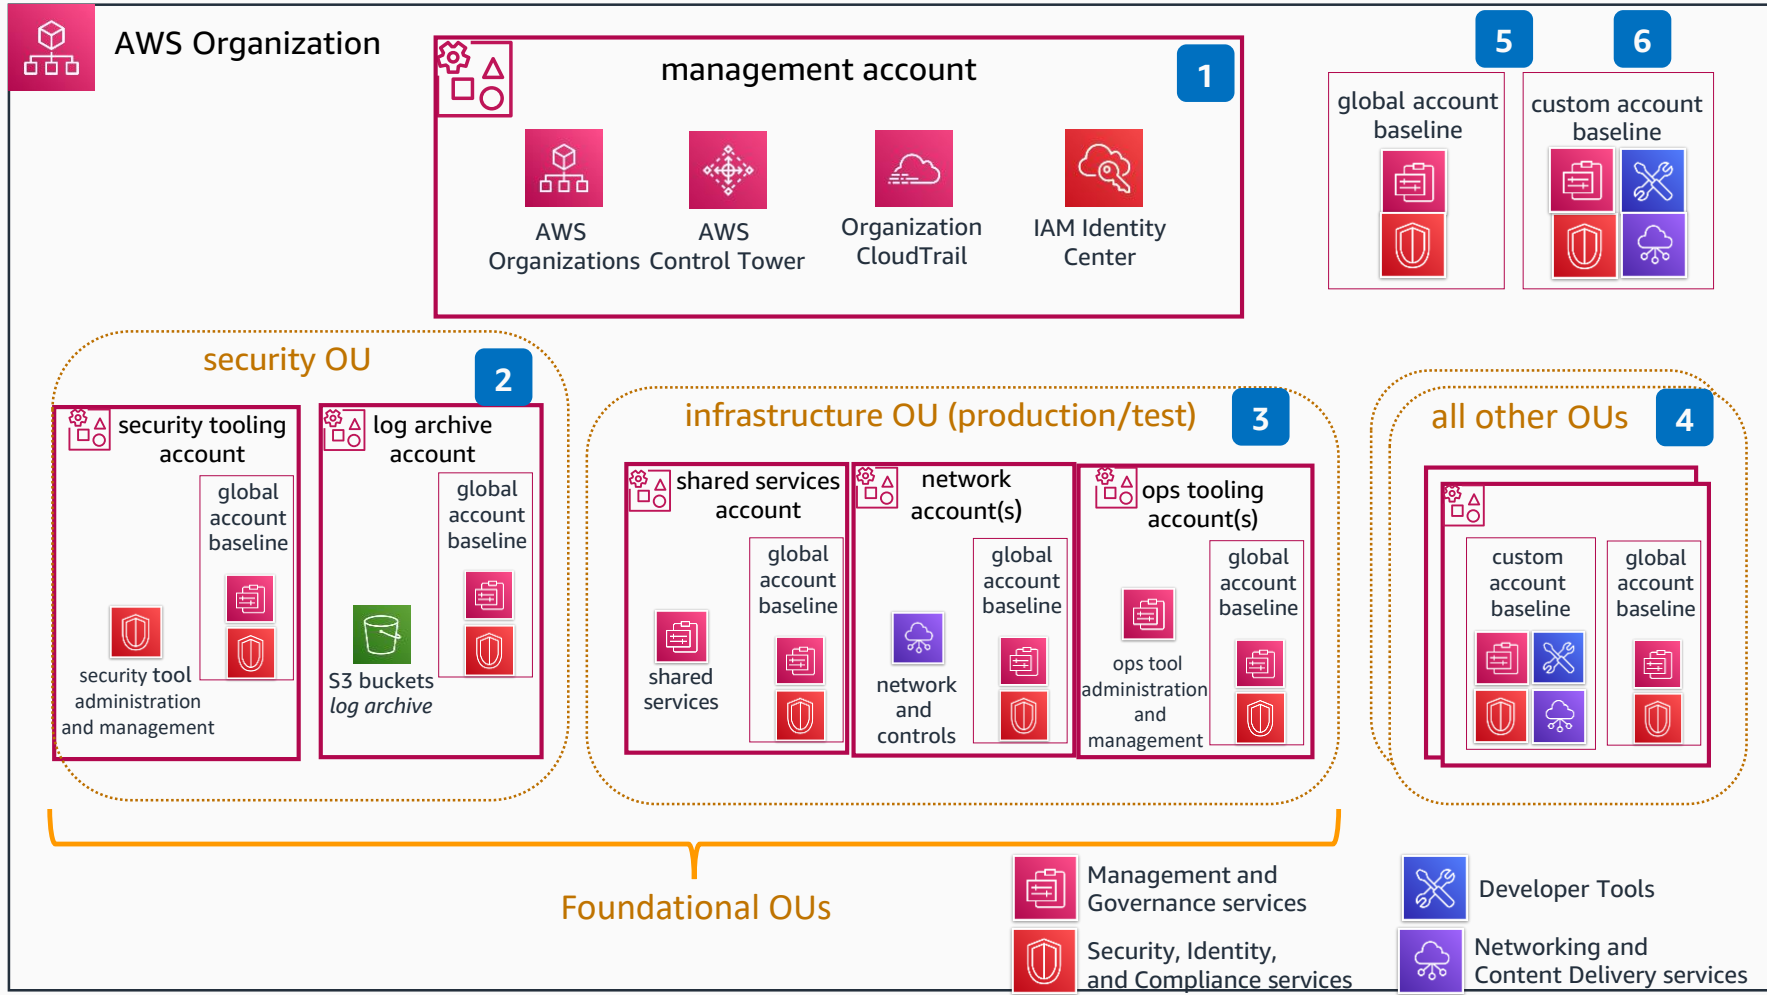 AWS Organization
management account
1
AWS
Organizations
AWS
Control Tower
Organization
CloudTrail
IAM Identity
Center
5
global account
baseline
6
custom account
baseline
security OU
2
security tooling
account
global
account
baseline
security tool
administration
and management
log archive
account
global
account
baseline
S3 buckets
log archive
infrastructure OU (production/test)
3
shared services
account
global
account
baseline
shared
services
network
account(s)
global
account
baseline
network
and
controls
ops tooling
account(s)
global
account
baseline
ops tool
administration
and
management
all other OUs
4
custom
account
baseline
global
account
baseline
Foundational OUs
Management and
Governance services
Developer Tools
Security, Identity,
and Compliance services
Networking and
Content Delivery services